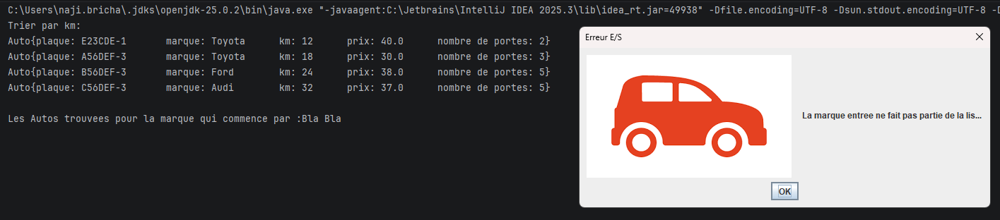 C:\Users\naji.bricha\.jdks\openjdk-25.0.2\bin\java.exe "-javaagent:C:\Jetbrains\IntelliJ IDEA 2025.3\lib\idea_rt.jar=49938" -Dfile.encoding=UTF-8 -Dsun.stdout.encoding=UTF-8 -D
Trier par km:
Auto{plaque: E23CDE-1 marque: Toyota km: 12 prix: 40.0 nombre de portes: 2}
Auto{plaque: A56DEF-3 marque: Toyota km: 18 prix: 30.0 nombre de portes: 3}
Auto{plaque: B56DEF-3 marque: Ford km: 24 prix: 38.0 nombre de portes: 5}
Auto{plaque: C56DEF-3 marque: Audi km: 32 prix: 37.0 nombre de portes: 5}
Les Autos trouvees pour la marque qui commence par :Bla Bla
Erreur E/S
La marque entree ne fait pas partie de la lis...
OK